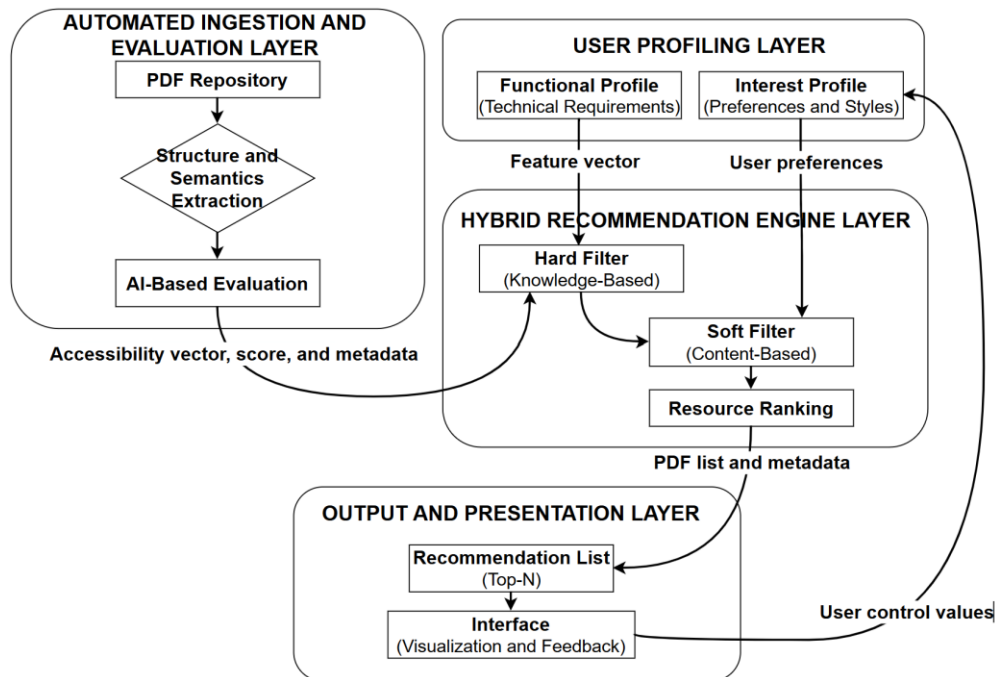 AUTOMATED INGESTION AND
EVALUATION LAYER
PDF Repository
Structure and
Semantics
Extraction
AI-Based Evaluation
Accessibility vector, score, and metadata
USER PROFILING LAYER
Functional Profile
(Technical Requirements)
Interest Profile
(Preferences and Styles)
Feature vector
User preferences
HYBRID RECOMMENDATION ENGINE LAYER
Hard Filter
(Knowledge-Based)
Soft Filter
(Content-Based)
Resource Ranking
PDF list and metadata
OUTPUT AND PRESENTATION LAYER
Recommendation List
(Top-N)
Interface
(Visualization and Feedback)
User control values